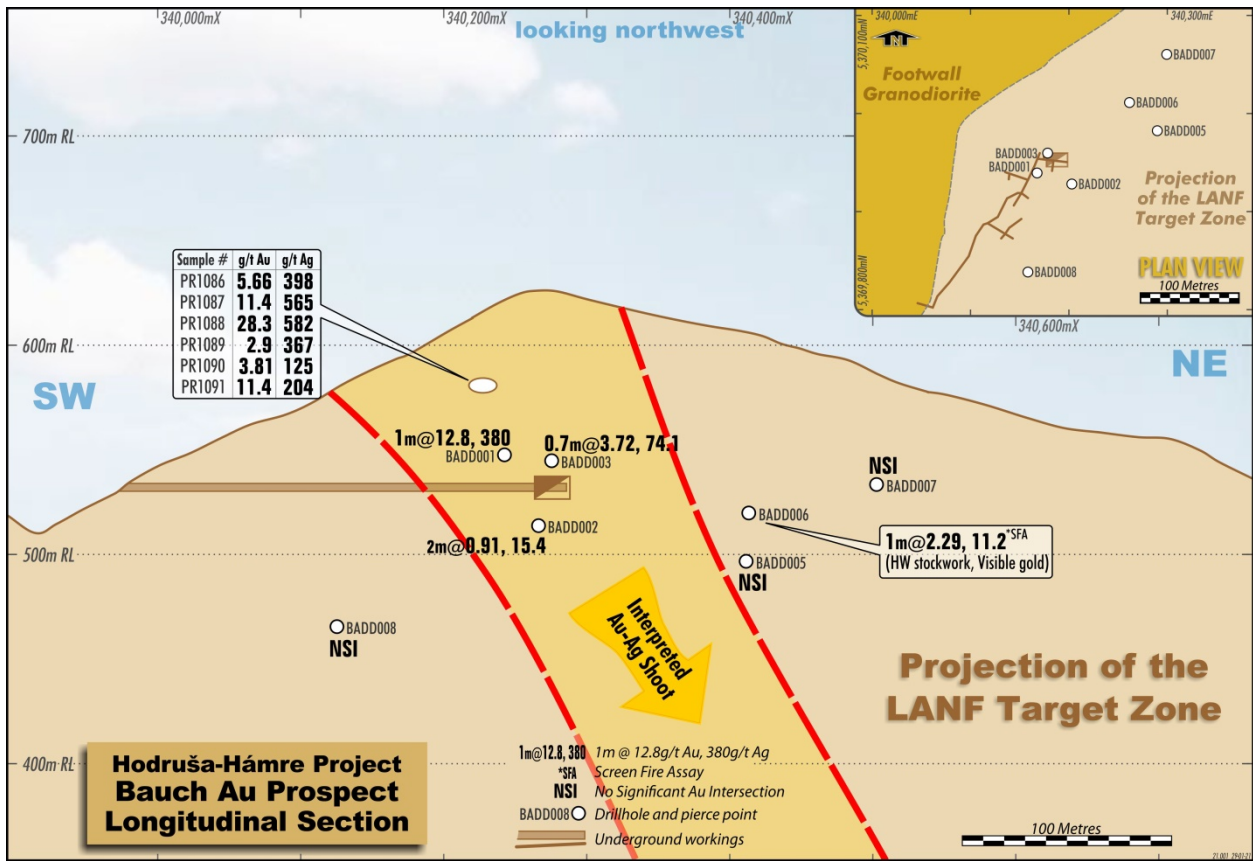 340,000mX
340,200mX
340,400mX
looking northwest
700m RL
600m RL
500m RL
400m RL
SW
NE
Sample # g/t Au g/t Ag
PR1086 5.66 398
PR1087 11.4 565
PR1088 28.3 582
PR1089 2.9 367
PR1090 3.81 125
PR1091 11.4 204
1m@12.8, 380
BADD001
0.7m@3.72, 74.1
BADD003
BADD002
2m@0.91, 15.4
NSI
BADD007
BADD006
1m@2.29, 11.2*SFA
(HW stockwork, Visible gold)
BADD005
NSI
BADD008
NSI
Interpreted
Au-Ag Shoot
Projection of the
LANF Target Zone
Hodruša-Hámre Project
Bauch Au Prospect
Longitudinal Section
1m@12.8, 380 1m @ 12.8g/t Au, 380g/t Ag
*SFA Screen Fire Assay
NSI No Significant Au Intersection
BADD008 Drillhole and pierce point
Underground workings
100 Metres
21.001 29-03-21
340,000mE
340,300mE
5,370,100mN
5,369,800mN
N
Footwall
Granodiorite
BADD007
BADD006
BADD005
BADD003
BADD001
BADD002
BADD008
Projection
of the LANF
Target Zone
PLAN VIEW
100 Metres
340,600mX